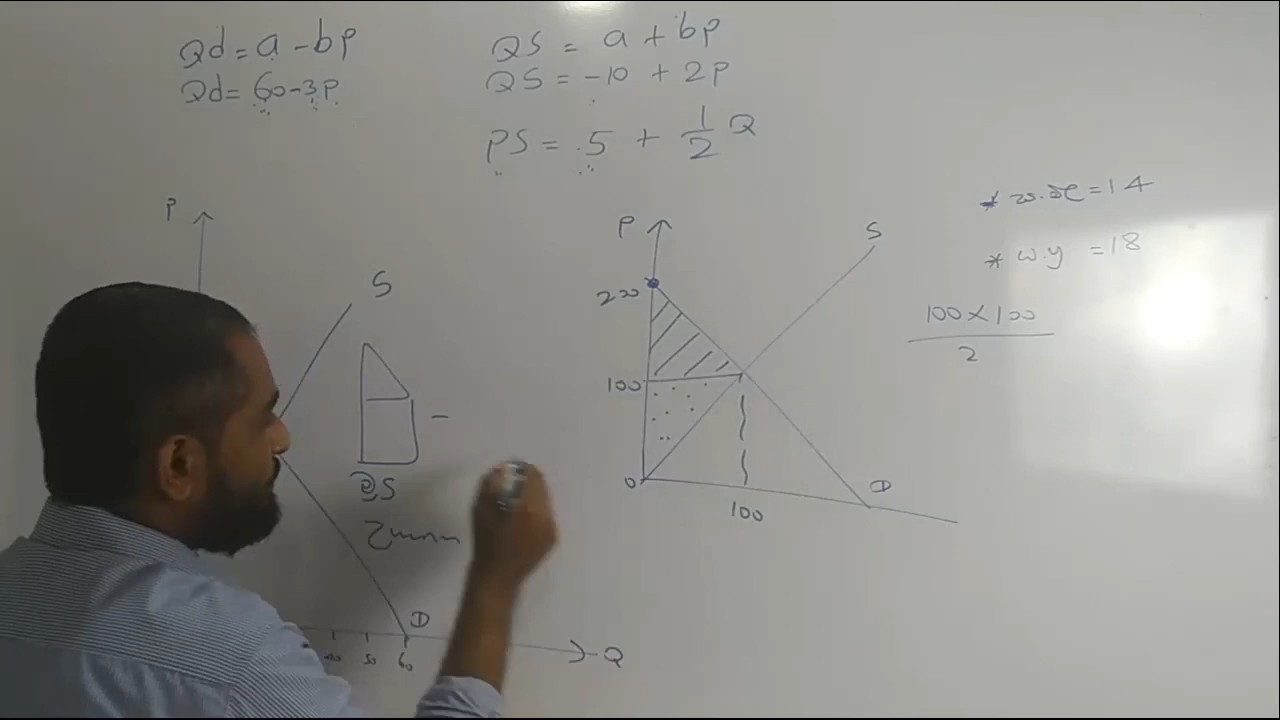 Qd = a - bp
Qd = 60 - 3p
QS = a + bp
QS = -10 + 2p
PS = .5 + 1/2 Q
P
S
D
50
60
Q
P
200
100
0
100
S
D
* w.x = 14
* w.y = 18
100 × 100
2